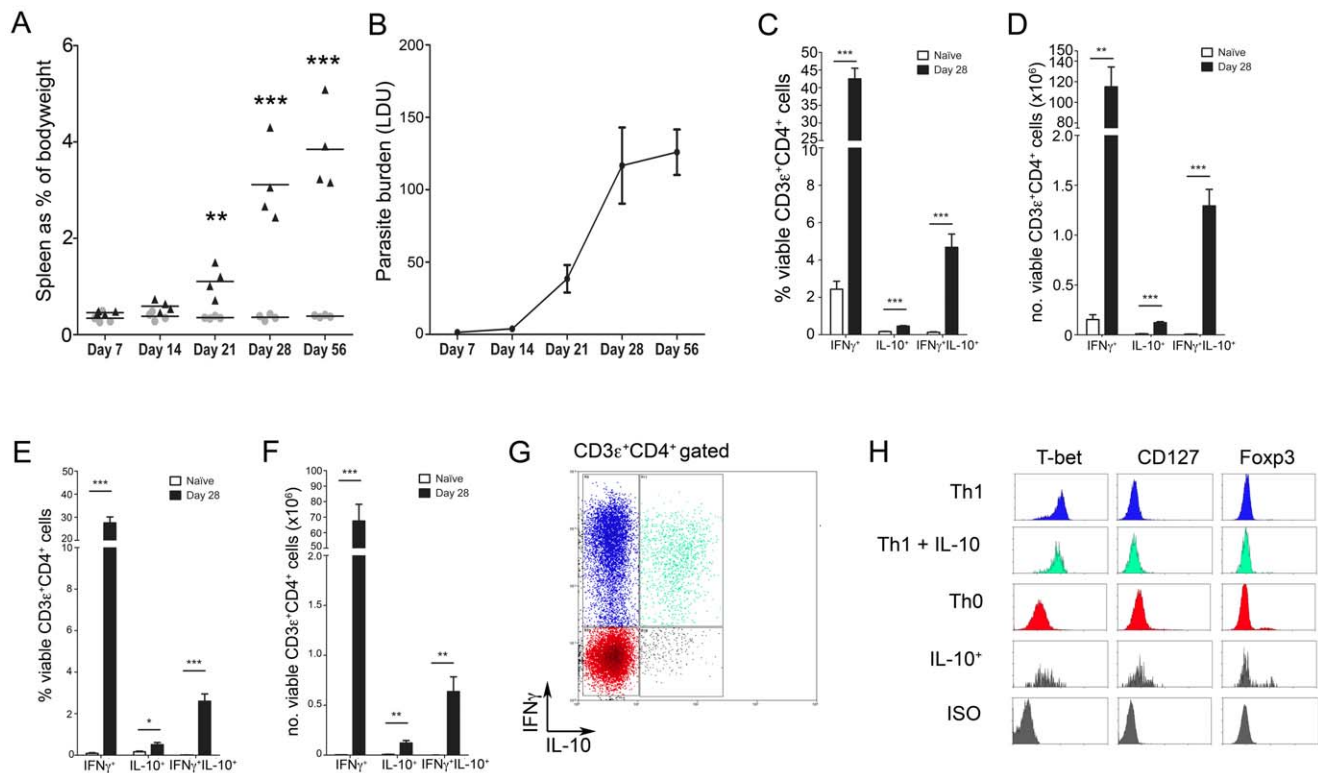 A
Spleen as % of bodyweight
6
4
2
0
**
***
***
Day 7 Day 14 Day 21 Day 28 Day 56
B
Parasite burden (LDU)
200
150
100
50
0
Day 7 Day 14 Day 21 Day 28 Day 56
C
% viable CD3ε⁺CD4⁺ cells
50
45
40
35
30
25
20
15
8
6
4
2
0
Naïve
Day 28
***
***
***
IFNγ⁺ IL-10⁺ IFNγ⁺IL-10⁺
D
no. viable CD3ε⁺CD4⁺ cells (x10⁶)
150
140
130
120
110
100
90
80
2.0
1.5
1.0
0.5
0
Naïve
Day 28
**
***
***
IFNγ⁺ IL-10⁺ IFNγ⁺IL-10⁺
E
% viable CD3ε⁺CD4⁺ cells
50
40
30
20
10
8
6
4
2
0
Naïve
Day 28
***
*
***
IFNγ⁺ IL-10⁺ IFNγ⁺IL-10⁺
F
no. viable CD3ε⁺CD4⁺ cells (x10⁶)
100
90
80
70
60
50
2.0
1.5
1.0
0.5
0
Naïve
Day 28
***
**
**
IFNγ⁺ IL-10⁺ IFNγ⁺IL-10⁺
G
CD3ε⁺CD4⁺ gated
IFNγ
IL-10
H
T-bet CD127 Foxp3
Th1
Th1 + IL-10
Th0
IL-10⁺
ISO